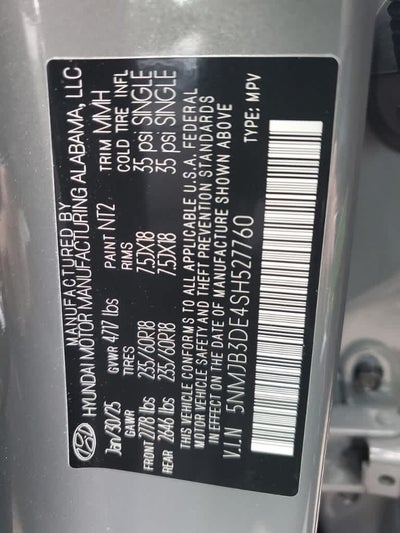 MANUFACTURED BY
HYUNDAI MOTOR MANUFACTURING ALABAMA, LLC
Jan/30/25 GVWR 4717 lbs PAINT NT2 TRIM MMH
GAWR TIRES RIMS COLD TIRE INFL
FRONT 2778 lbs 235/60R18 7.5JX18 35 psi SINGLE
REAR 2646 lbs 235/60R18 7.5JX18 35 psi SINGLE
THIS VEHICLE CONFORMS TO ALL APPLICABLE U.S.A. FEDERAL
MOTOR VEHICLE SAFETY AND THEFT PREVENTION STANDARDS
IN EFFECT ON THE DATE OF MANUFACTURE SHOWN ABOVE
V.I.N 5NMJB3DE4SH527760 TYPE: MPV